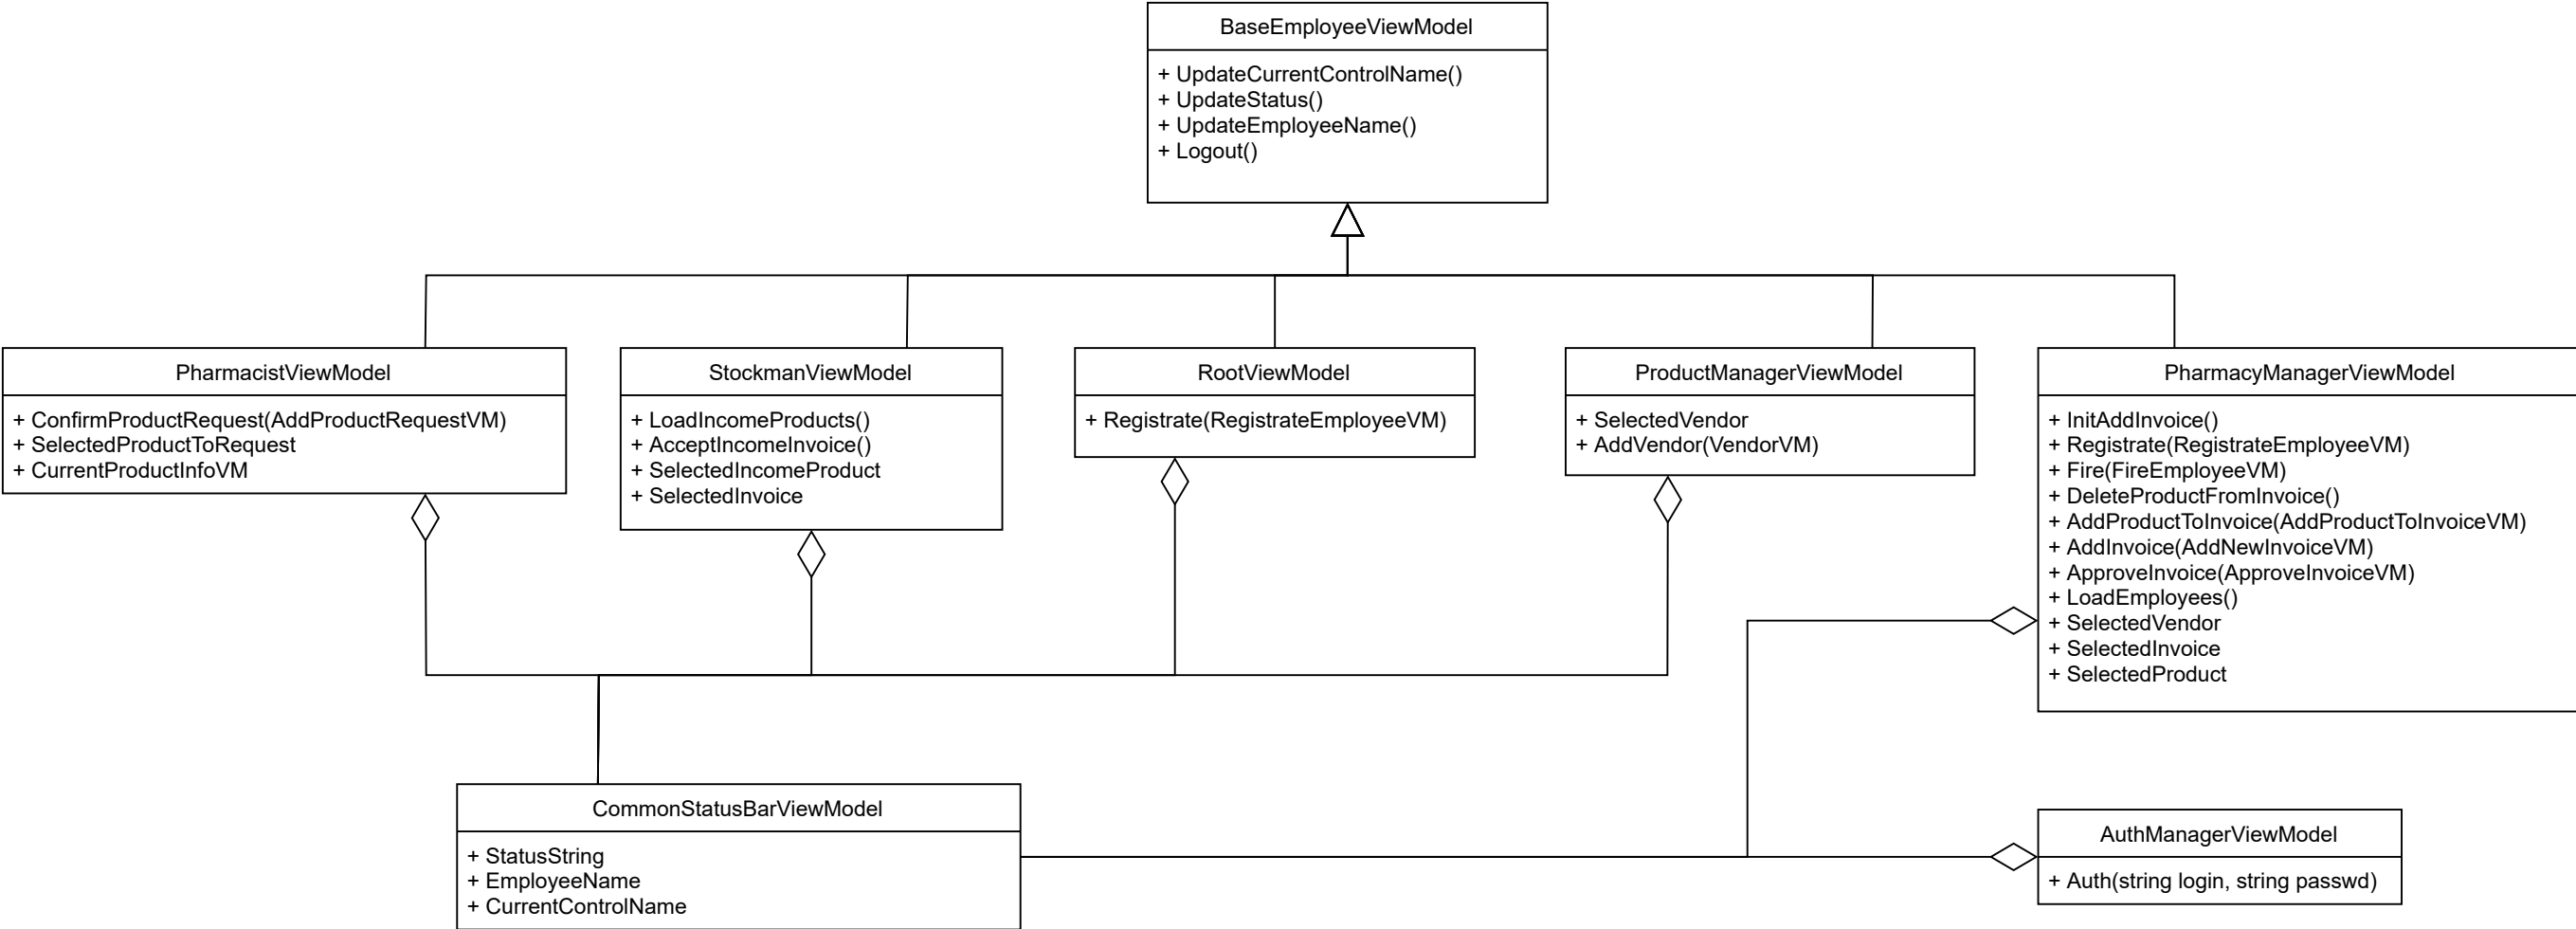 BaseEmployeeViewModel
+ UpdateCurrentControlName()
+ UpdateStatus()
+ UpdateEmployeeName()
+ Logout()
PharmacistViewModel
+ ConfirmProductRequest(AddProductRequestVM)
+ SelectedProductToRequest
+ CurrentProductInfoVM
StockmanViewModel
+ LoadIncomeProducts()
+ AcceptIncomeInvoice()
+ SelectedIncomeProduct
+ SelectedInvoice
RootViewModel
+ Registrate(RegistrateEmployeeVM)
ProductManagerViewModel
+ SelectedVendor
+ AddVendor(VendorVM)
PharmacyManagerViewModel
+ InitAddInvoice()
+ Registrate(RegistrateEmployeeVM)
+ Fire(FireEmployeeVM)
+ DeleteProductFromInvoice()
+ AddProductToInvoice(AddProductToInvoiceVM)
+ AddInvoice(AddNewInvoiceVM)
+ ApproveInvoice(ApproveInvoiceVM)
+ LoadEmployees()
+ SelectedVendor
+ SelectedInvoice
+ SelectedProduct
CommonStatusBarViewModel
+ StatusString
+ EmployeeName
+ CurrentControlName
AuthManagerViewModel
+ Auth(string login, string passwd)